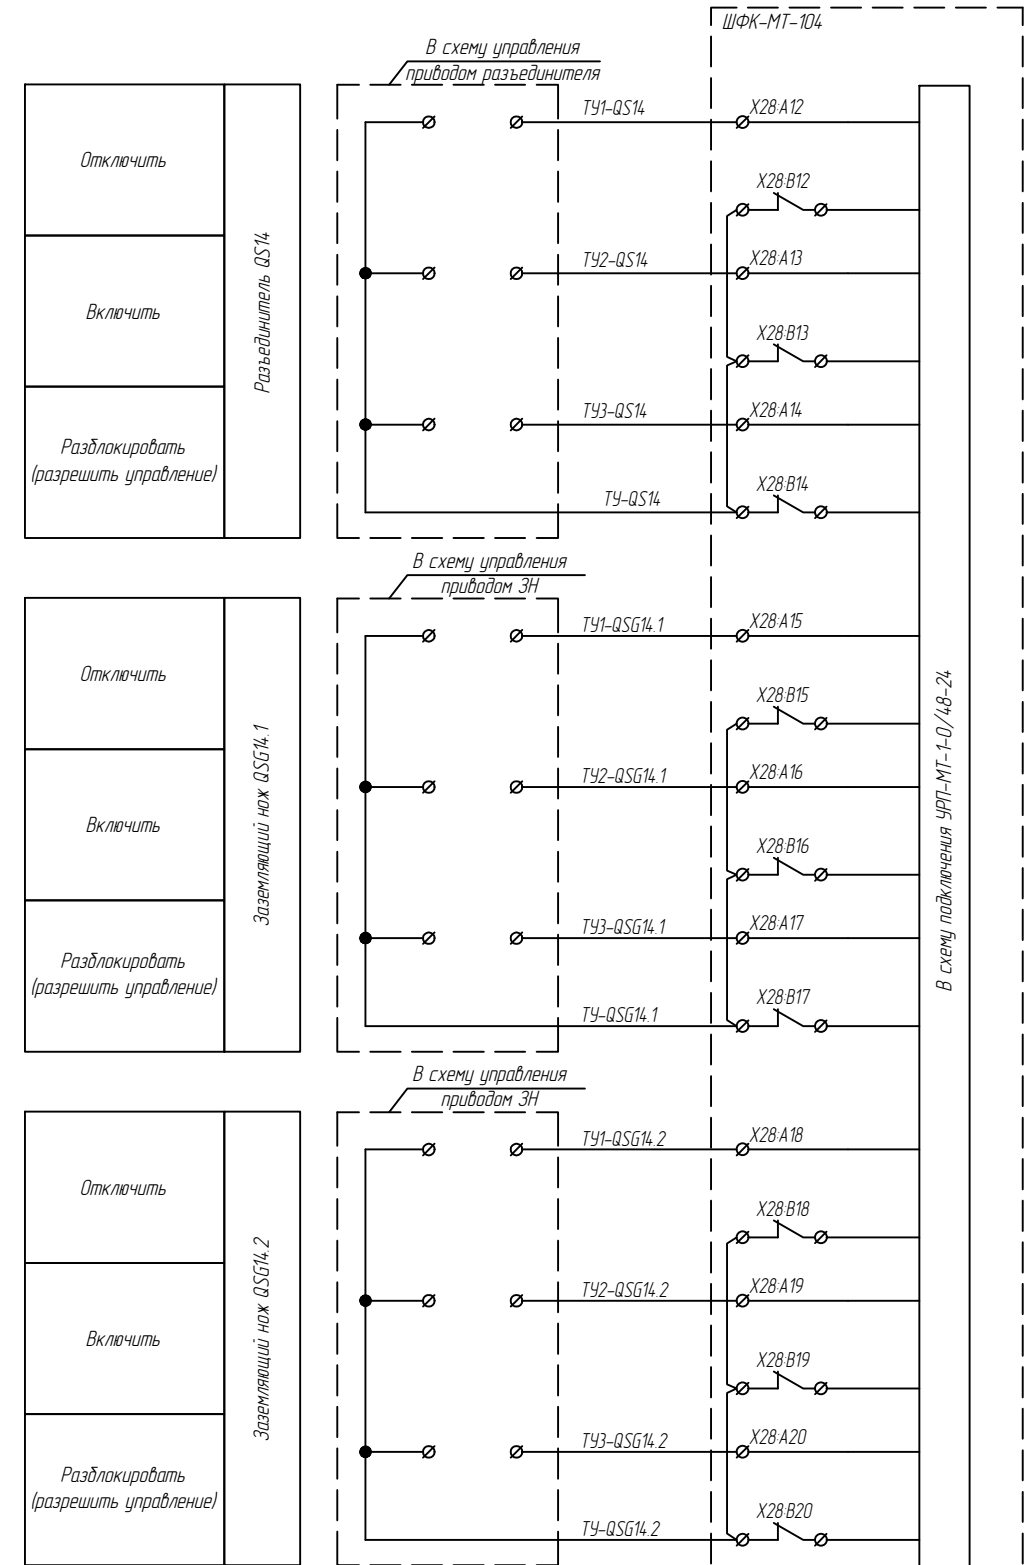 ШФК-МТ-104
В схему управления
приводом разъединителя
Отключить
Включить
Разблокировать
(разрешить управление)
Разъединитель QS14
ТУ1-QS14
X28:A12
X28:B12
ТУ2-QS14
X28:A13
X28:B13
ТУ3-QS14
X28:A14
X28:B14
ТУ-QS14
В схему управления
приводом ЗН
Отключить
Включить
Разблокировать
(разрешить управление)
Заземляющий нож QSG14.1
ТУ1-QSG14.1
X28:A15
X28:B15
ТУ2-QSG14.1
X28:A16
X28:B16
ТУ3-QSG14.1
X28:A17
X28:B17
ТУ-QSG14.1
В схему подключения УРП-МТ-1-0/48-24
В схему управления
приводом ЗН
Отключить
Включить
Разблокировать
(разрешить управление)
Заземляющий нож QSG14.2
ТУ1-QSG14.2
X28:A18
X28:B18
ТУ2-QSG14.2
X28:A19
X28:B19
ТУ3-QSG14.2
X28:A20
X28:B20
ТУ-QSG14.2